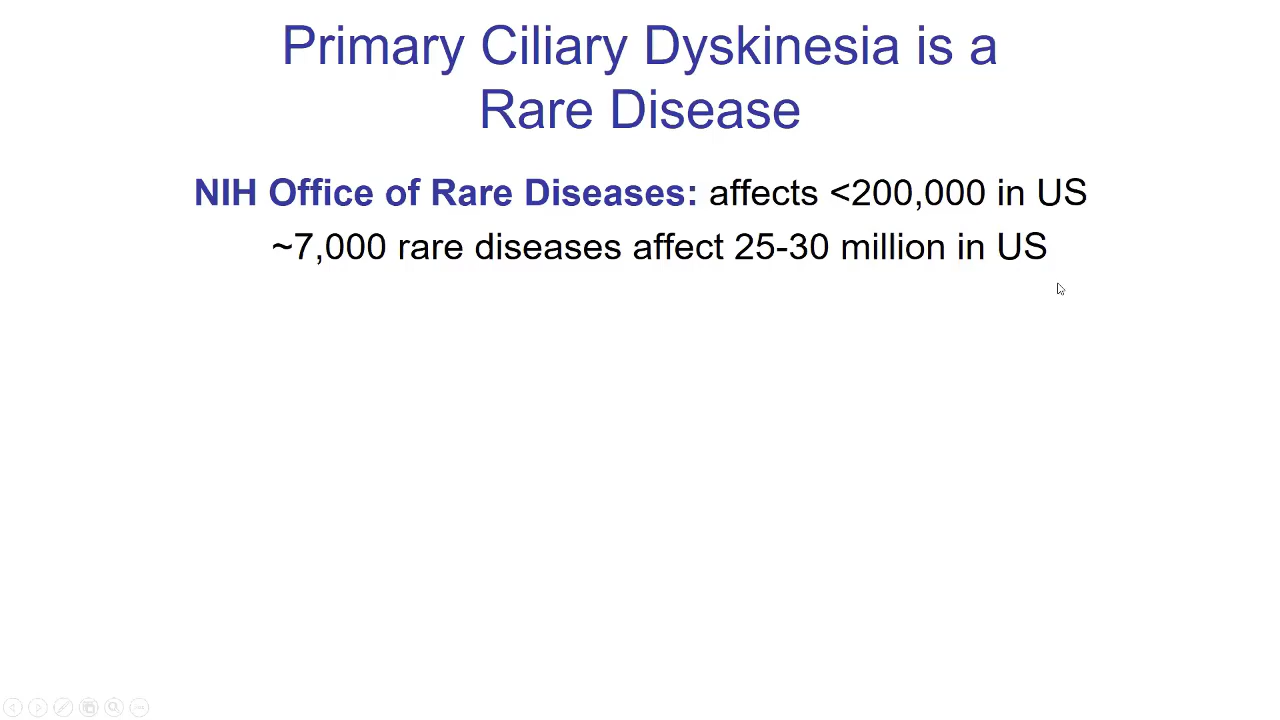 Primary Ciliary Dyskinesia is a
Rare Disease
NIH Office of Rare Diseases: affects <200,000 in US
~7,000 rare diseases affect 25-30 million in US